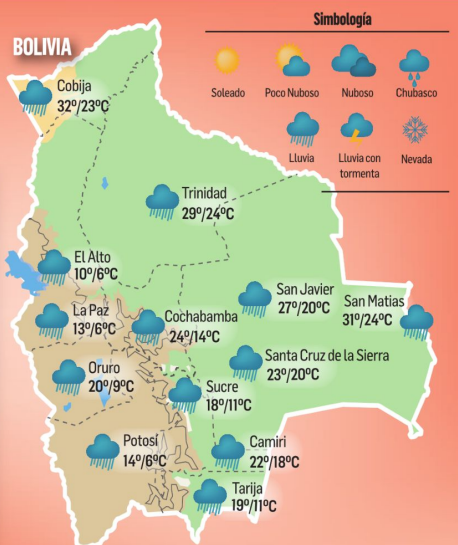 Simbología
BOLIVIA
Soleado
Poco Nuboso
Nuboso
Chubasco
Lluvia
Lluvia con
tormenta
Nevada
Cobija
32º/23ºC
Trinidad
29º/24ºC
El Alto
10º/6ºC
La Paz
13º/6ºC
Cochabamba
24º/14ºC
San Javier
27º/20ºC
San Matias
31º/24ºC
Oruro
20º/9ºC
Santa Cruz de la Sierra
23º/20ºC
Sucre
18º/11ºC
Potosí
14º/6ºC
Camiri
22º/18ºC
Tarija
19º/11ºC